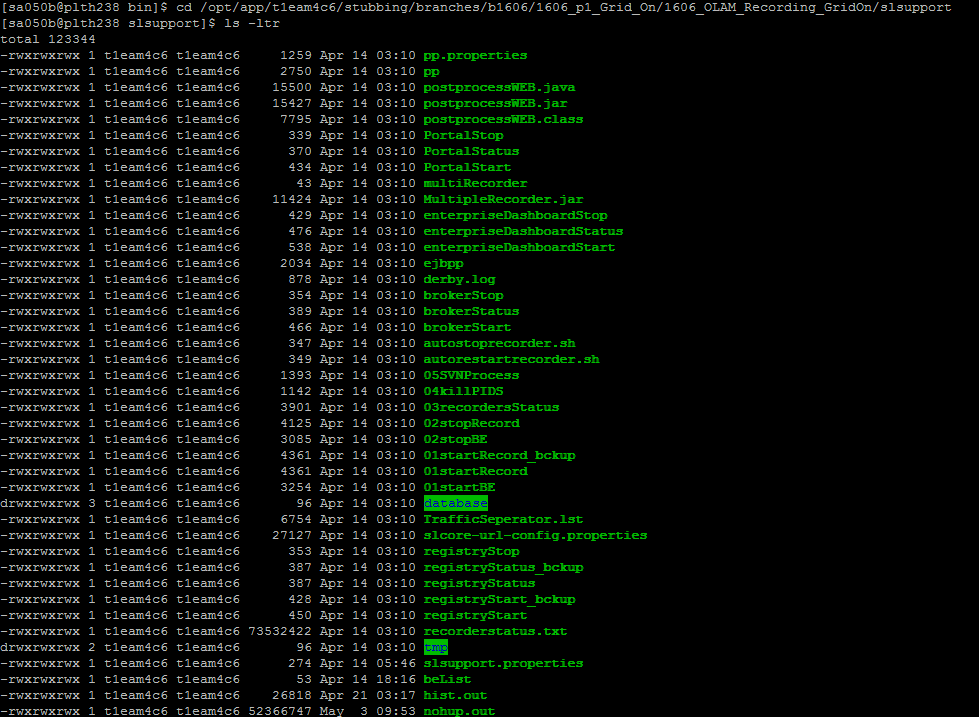 [sa050b@plth238 bin]$ cd /opt/app/t1eam4c6/stubbing/branches/b1606/1606_p1_Grid_On/1606_OLAM_Recording_GridOn/slsupport
[sa050b@plth238 slsupport]$ ls -ltr
total 123344
-rwxrwxrwx 1 t1eam4c6 t1eam4c6     1259 Apr 14 03:10 pp.properties
-rwxrwxrwx 1 t1eam4c6 t1eam4c6     2750 Apr 14 03:10 pp
-rwxrwxrwx 1 t1eam4c6 t1eam4c6    15500 Apr 14 03:10 postprocessWEB.java
-rwxrwxrwx 1 t1eam4c6 t1eam4c6    15427 Apr 14 03:10 postprocessWEB.jar
-rwxrwxrwx 1 t1eam4c6 t1eam4c6     7795 Apr 14 03:10 postprocessWEB.class
-rwxrwxrwx 1 t1eam4c6 t1eam4c6      339 Apr 14 03:10 PortalStop
-rwxrwxrwx 1 t1eam4c6 t1eam4c6      370 Apr 14 03:10 PortalStatus
-rwxrwxrwx 1 t1eam4c6 t1eam4c6      434 Apr 14 03:10 PortalStart
-rwxrwxrwx 1 t1eam4c6 t1eam4c6       43 Apr 14 03:10 multiRecorder
-rwxrwxrwx 1 t1eam4c6 t1eam4c6    11424 Apr 14 03:10 MultipleRecorder.jar
-rwxrwxrwx 1 t1eam4c6 t1eam4c6      429 Apr 14 03:10 enterpriseDashboardStop
-rwxrwxrwx 1 t1eam4c6 t1eam4c6      476 Apr 14 03:10 enterpriseDashboardStatus
-rwxrwxrwx 1 t1eam4c6 t1eam4c6      538 Apr 14 03:10 enterpriseDashboardStart
-rwxrwxrwx 1 t1eam4c6 t1eam4c6     2034 Apr 14 03:10 ejbpp
-rwxrwxrwx 1 t1eam4c6 t1eam4c6      878 Apr 14 03:10 derby.log
-rwxrwxrwx 1 t1eam4c6 t1eam4c6      354 Apr 14 03:10 brokerStop
-rwxrwxrwx 1 t1eam4c6 t1eam4c6      389 Apr 14 03:10 brokerStatus
-rwxrwxrwx 1 t1eam4c6 t1eam4c6      466 Apr 14 03:10 brokerStart
-rwxrwxrwx 1 t1eam4c6 t1eam4c6      347 Apr 14 03:10 autostoprecorder.sh
-rwxrwxrwx 1 t1eam4c6 t1eam4c6      349 Apr 14 03:10 autorestartrecorder.sh
-rwxrwxrwx 1 t1eam4c6 t1eam4c6     1393 Apr 14 03:10 05SVNProcess
-rwxrwxrwx 1 t1eam4c6 t1eam4c6     1142 Apr 14 03:10 04killPIDS
-rwxrwxrwx 1 t1eam4c6 t1eam4c6     3901 Apr 14 03:10 03recordersStatus
-rwxrwxrwx 1 t1eam4c6 t1eam4c6     4125 Apr 14 03:10 02stopRecord
-rwxrwxrwx 1 t1eam4c6 t1eam4c6     3085 Apr 14 03:10 02stopBE
-rwxrwxrwx 1 t1eam4c6 t1eam4c6     4361 Apr 14 03:10 01startRecord_bckup
-rwxrwxrwx 1 t1eam4c6 t1eam4c6     4361 Apr 14 03:10 01startRecord
-rwxrwxrwx 1 t1eam4c6 t1eam4c6     3254 Apr 14 03:10 01startBE
drwxrwxrwx 3 t1eam4c6 t1eam4c6       96 Apr 14 03:10 database
-rwxrwxrwx 1 t1eam4c6 t1eam4c6     6754 Apr 14 03:10 TrafficSeperator.lst
-rwxrwxrwx 1 t1eam4c6 t1eam4c6    27127 Apr 14 03:10 slcore-url-config.properties
-rwxrwxrwx 1 t1eam4c6 t1eam4c6      353 Apr 14 03:10 registryStop
-rwxrwxrwx 1 t1eam4c6 t1eam4c6      387 Apr 14 03:10 registryStatus_bckup
-rwxrwxrwx 1 t1eam4c6 t1eam4c6      387 Apr 14 03:10 registryStatus
-rwxrwxrwx 1 t1eam4c6 t1eam4c6      428 Apr 14 03:10 registryStart_bckup
-rwxrwxrwx 1 t1eam4c6 t1eam4c6      450 Apr 14 03:10 registryStart
-rwxrwxrwx 1 t1eam4c6 t1eam4c6 73532422 Apr 14 03:10 recorderstatus.txt
drwxrwxrwx 2 t1eam4c6 t1eam4c6       96 Apr 14 03:10 tmp
-rwxrwxrwx 1 t1eam4c6 t1eam4c6      274 Apr 14 05:46 slsupport.properties
-rwxrwxrwx 1 t1eam4c6 t1eam4c6       53 Apr 14 18:16 beList
-rwxrwxrwx 1 t1eam4c6 t1eam4c6    26818 Apr 21 03:17 hist.out
-rwxrwxrwx 1 t1eam4c6 t1eam4c6 52366747 May  3 09:53 nohup.out